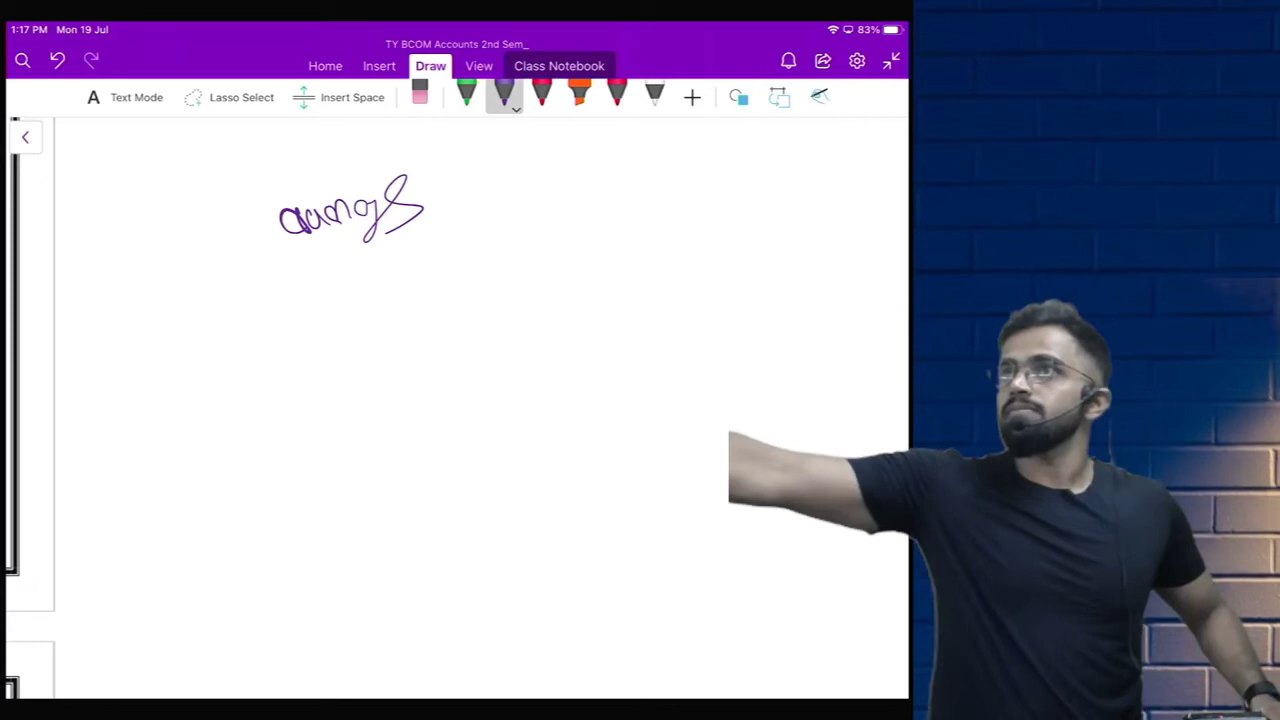 1:17 PM Mon 19 Jul
83%
TY BCOM Accounts 2nd Sem_
Home Insert Draw View Class Notebook
A Text Mode Lasso Select Insert Space